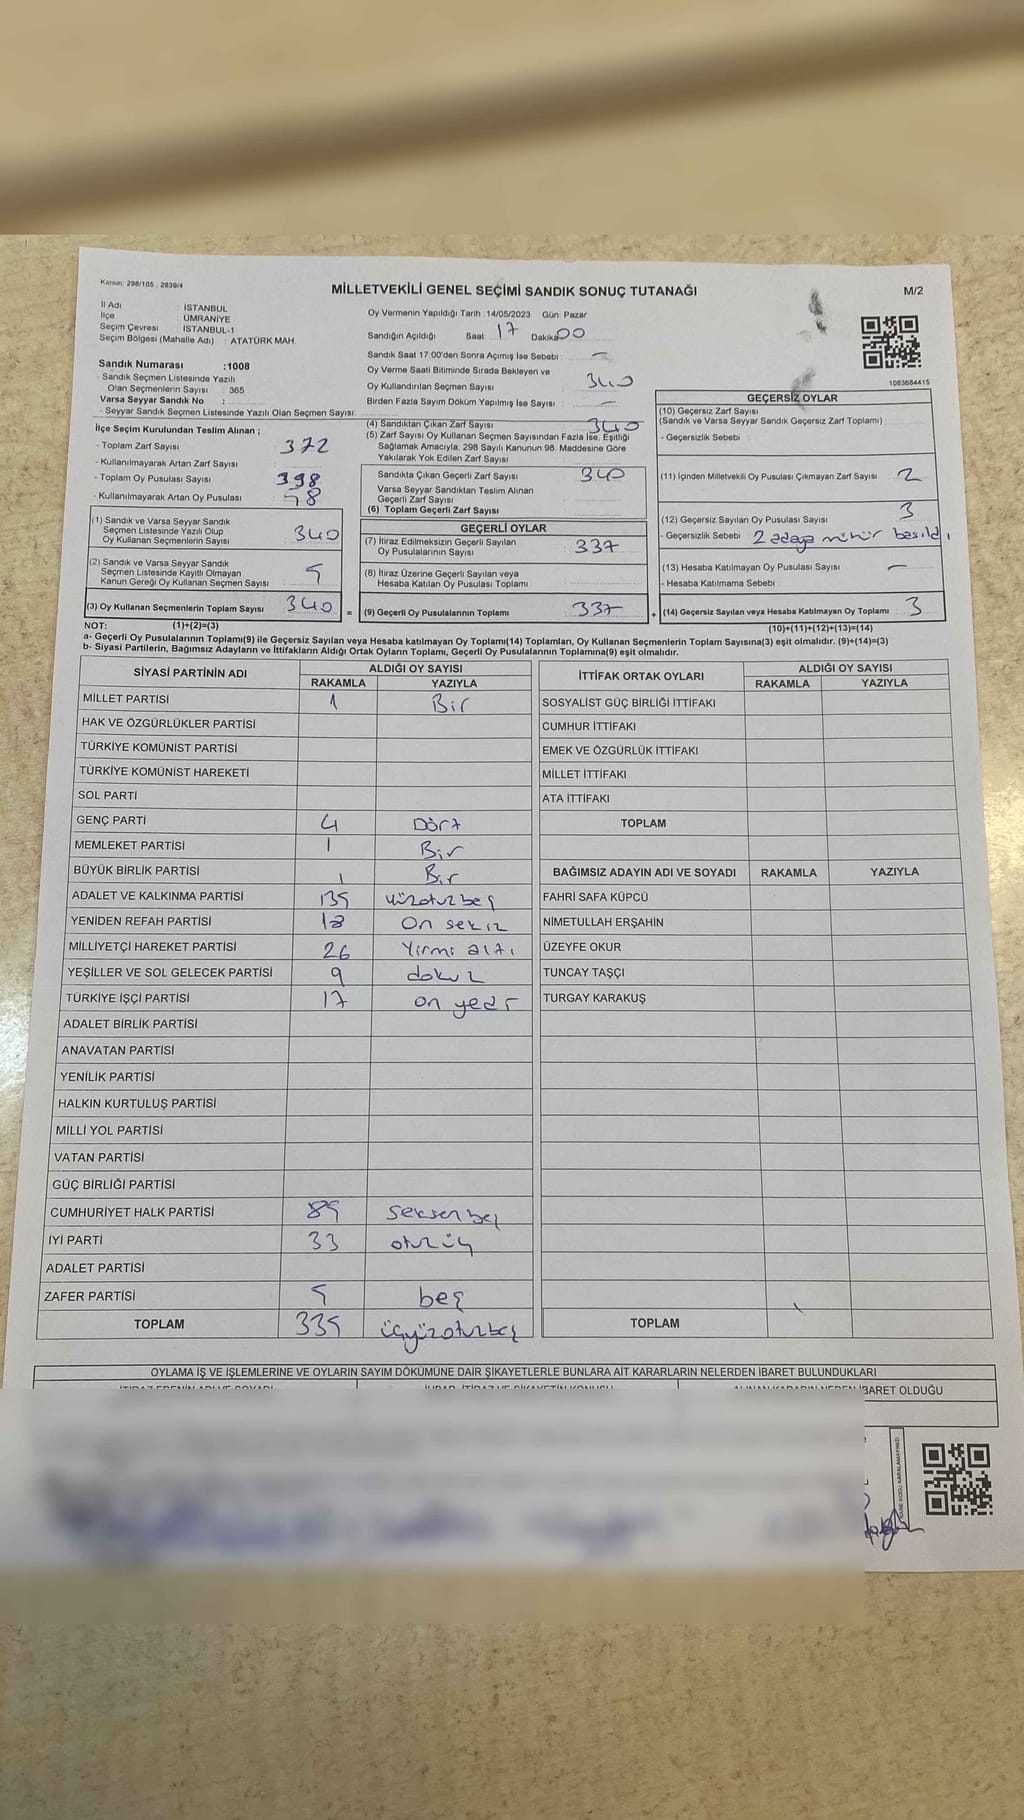 Kanun: 298/105 , 2839/4
MİLLETVEKİLİ GENEL SEÇİMİ SANDIK SONUÇ TUTANAĞI
M/2
İl Adı : İSTANBUL
İlçe : ÜMRANİYE
Seçim Çevresi : İSTANBUL-1
Seçim Bölgesi (Mahalle Adı) : ATATÜRK MAH.
Sandık Numarası :1008
- Sandık Seçmen Listesinde Yazılı
Olan Seçmenlerin Sayısı : 365
Varsa Seyyar Sandık No :
- Seyyar Sandık Seçmen Listesinde Yazılı Olan Seçmen Sayısı:
Oy Vermenin Yapıldığı Tarih :14/05/2023 Gün: Pazar
Sandığın Açıldığı Saat: 17 Dakika: 00
Sandık Saat 17:00'den Sonra Açımış İse Sebebi : —
Oy Verme Saati Bitiminde Sırada Bekleyen ve
Oy Kullandırılan Seçmen Sayısı 340
Birden Fazla Sayım Döküm Yapılmış İse Sayısı : —
1083684415
İlçe Seçim Kurulundan Teslim Alınan ;
- Toplam Zarf Sayısı : 372
- Kullanılmayarak Artan Zarf Sayısı :
- Toplam Oy Pusulası Sayısı : 398
- Kullanılmayarak Artan Oy Pusulası : 58
(1) Sandık ve Varsa Seyyar Sandık
Seçmen Listesinde Yazılı Olup
Oy Kullanan Seçmenlerin Sayısı : 340
(2) Sandık ve Varsa Seyyar Sandık
Seçmen Listesinde Kayıtlı Olmayan
Kanun Gereği Oy Kullanan Seçmen Sayısı : 5
(3) Oy Kullanan Seçmenlerin Toplam Sayısı : 340 =
(4) Sandıktan Çıkan Zarf Sayısı : 340
(5) Zarf Sayısı Oy Kullanan Seçmen Sayısından Fazla İse, Eşitliği
Sağlamak Amacıyla, 298 Sayılı Kanunun 98. Maddesine Göre
Yakılarak Yok Edilen Zarf Sayısı
Sandıkta Çıkan Geçerli Zarf Sayısı : 340
Varsa Seyyar Sandıktan Teslim Alınan
Geçerli Zarf Sayısı
(6) Toplam Geçerli Zarf Sayısı
GEÇERLİ OYLAR
(7) İtiraz Edilmeksizin Geçerli Sayılan
Oy Pusulalarının Sayısı : 337
(8) İtiraz Üzerine Geçerli Sayılan veya
Hesaba Katılan Oy Pusulası Toplamı
(9) Geçerli Oy Pusulalarının Toplamı : 337 +
GEÇERSİZ OYLAR
(10) Geçersiz Zarf Sayısı
(Sandık ve Varsa Seyyar Sandık Geçersiz Zarf Toplamı)
- Geçersizlik Sebebi :
(11) İçinden Milletvekili Oy Pusulası Çıkmayan Zarf Sayısı : 2
(12) Geçersiz Sayılan Oy Pusulası Sayısı : 3
- Geçersizlik Sebebi 2 adaya mühür basıldı
(13) Hesaba Katılmayan Oy Pusulası Sayısı : —
- Hesaba Katılmama Sebebi :
(14) Geçersiz Sayılan veya Hesaba Katılmayan Oy Toplamı : 3
NOT: (1)+(2)=(3)
(10)+(11)+(12)+(13)=(14)
a- Geçerli Oy Pusulalarının Toplamı(9) ile Geçersiz Sayılan veya Hesaba katılmayan Oy Toplamı(14) Toplamları, Oy Kullanan Seçmenlerin Toplam Sayısına(3) eşit olmalıdır. (9)+(14)=(3)
b- Siyasi Partilerin, Bağımsız Adayların ve İttifakların Aldığı Ortak Oyların Toplamı, Geçerli Oy Pusulalarının Toplamına(9) eşit olmalıdır.
SİYASİ PARTİNİN ADI ALDIĞI OY SAYISI
RAKAMLA YAZIYLA
MİLLET PARTİSİ 1 Bir
HAK VE ÖZGÜRLÜKLER PARTİSİ
TÜRKİYE KOMÜNİST PARTİSİ
TÜRKİYE KOMÜNİST HAREKETİ
SOL PARTİ
GENÇ PARTİ 4 Dört
MEMLEKET PARTİSİ 1 Bir
BÜYÜK BİRLİK PARTİSİ 1 Bir
ADALET VE KALKINMA PARTİSİ 135 yüzotuzbeş
YENİDEN REFAH PARTİSİ 18 On sekiz
MİLLİYETÇİ HAREKET PARTİSİ 26 Yirmi altı
YEŞİLLER VE SOL GELECEK PARTİSİ 9 dokuz
TÜRKİYE İŞÇİ PARTİSİ 17 on yedi
ADALET BİRLİK PARTİSİ
ANAVATAN PARTİSİ
YENİLİK PARTİSİ
HALKIN KURTULUŞ PARTİSİ
MİLLİ YOL PARTİSİ
VATAN PARTİSİ
GÜÇ BİRLİĞİ PARTİSİ
CUMHURİYET HALK PARTİSİ 85 seksenbeş
İYİ PARTİ 33 otuzüç
ADALET PARTİSİ
ZAFER PARTİSİ 5 beş
TOPLAM 335 üçyüzotuzbeş
İTTİFAK ORTAK OYLARI ALDIĞI OY SAYISI
RAKAMLA YAZIYLA
SOSYALİST GÜÇ BİRLİĞİ İTTİFAKI
CUMHUR İTTİFAKI
EMEK VE ÖZGÜRLÜK İTTİFAKI
MİLLET İTTİFAKI
ATA İTTİFAKI
TOPLAM
BAĞIMSIZ ADAYIN ADI VE SOYADI RAKAMLA YAZIYLA
FAHRİ SAFA KÜPCÜ
NİMETULLAH ERŞAHİN
ÜZEYFE OKUR
TUNCAY TAŞÇI
TURGAY KARAKUŞ
TOPLAM
OYLAMA İŞ VE İŞLEMLERİNE VE OYLARIN SAYIM DÖKÜMÜNE DAİR ŞİKAYETLERLE BUNLARA AİT KARARLARIN NELERDEN İBARET BULUNDUKLARI
İTİRAZ EDENİN ADI VE SOYADI
İBARET OLDUĞU